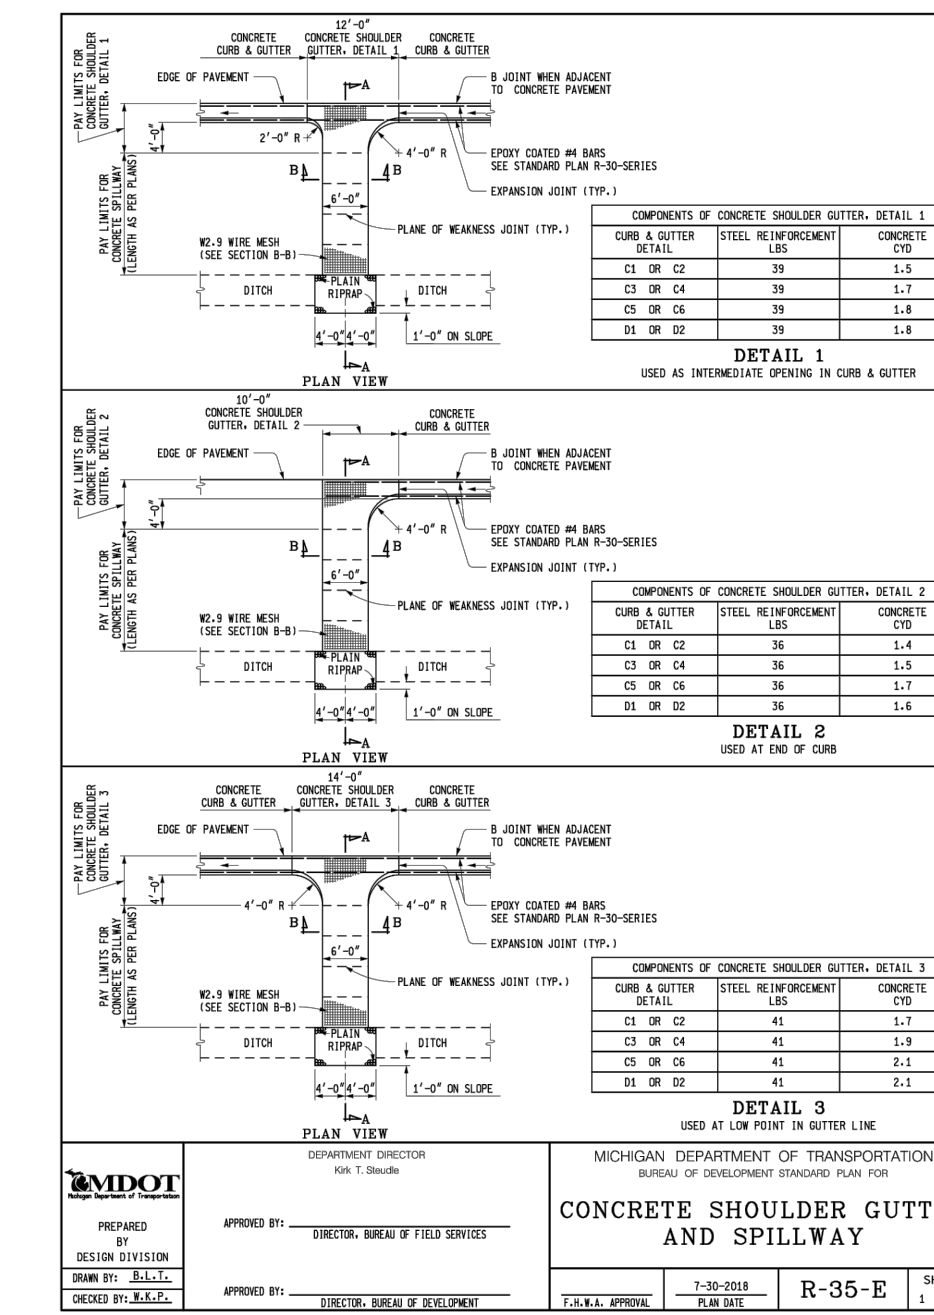 12'-0"
CONCRETE CURB & GUTTER
CONCRETE SHOULDER GUTTER, DETAIL 1
CONCRETE CURB & GUTTER
PAY LIMITS FOR CONCRETE SHOULDER GUTTER, DETAIL 1
EDGE OF PAVEMENT
A
B JOINT WHEN ADJACENT TO CONCRETE PAVEMENT
4'-0"
2'-0" R
4'-0" R
EPOXY COATED #4 BARS
SEE STANDARD PLAN R-30-SERIES
B
B
EXPANSION JOINT (TYP.)
PAY LIMITS FOR CONCRETE SPILLWAY (LENGTH AS PER PLANS)
6'-0"
PLANE OF WEAKNESS JOINT (TYP.)
W2.9 WIRE MESH
(SEE SECTION B-B)
DITCH
PLAIN RIPRAP
DITCH
4'-0" 4'-0"
1'-0" ON SLOPE
A
PLAN VIEW
COMPONENTS OF CONCRETE SHOULDER GUTTER, DETAIL 1
CURB & GUTTER DETAIL STEEL REINFORCEMENT LBS CONCRETE CYD
C1 OR C2 39 1.5
C3 OR C4 39 1.7
C5 OR C6 39 1.8
D1 OR D2 39 1.8
DETAIL 1
USED AS INTERMEDIATE OPENING IN CURB & GUTTER
10'-0"
CONCRETE SHOULDER GUTTER, DETAIL 2
CONCRETE CURB & GUTTER
PAY LIMITS FOR CONCRETE SHOULDER GUTTER, DETAIL 2
EDGE OF PAVEMENT
A
B JOINT WHEN ADJACENT TO CONCRETE PAVEMENT
4'-0"
4'-0" R
EPOXY COATED #4 BARS
SEE STANDARD PLAN R-30-SERIES
B
B
EXPANSION JOINT (TYP.)
PAY LIMITS FOR CONCRETE SPILLWAY (LENGTH AS PER PLANS)
6'-0"
PLANE OF WEAKNESS JOINT (TYP.)
W2.9 WIRE MESH
(SEE SECTION B-B)
DITCH
PLAIN RIPRAP
DITCH
4'-0" 4'-0"
1'-0" ON SLOPE
A
PLAN VIEW
COMPONENTS OF CONCRETE SHOULDER GUTTER, DETAIL 2
CURB & GUTTER DETAIL STEEL REINFORCEMENT LBS CONCRETE CYD
C1 OR C2 36 1.4
C3 OR C4 36 1.5
C5 OR C6 36 1.7
D1 OR D2 36 1.6
DETAIL 2
USED AT END OF CURB
14'-0"
CONCRETE CURB & GUTTER
CONCRETE SHOULDER GUTTER, DETAIL 3
CONCRETE CURB & GUTTER
PAY LIMITS FOR CONCRETE SHOULDER GUTTER, DETAIL 3
EDGE OF PAVEMENT
A
B JOINT WHEN ADJACENT TO CONCRETE PAVEMENT
4'-0"
4'-0" R
4'-0" R
EPOXY COATED #4 BARS
SEE STANDARD PLAN R-30-SERIES
B
B
EXPANSION JOINT (TYP.)
PAY LIMITS FOR CONCRETE SPILLWAY (LENGTH AS PER PLANS)
6'-0"
PLANE OF WEAKNESS JOINT (TYP.)
W2.9 WIRE MESH
(SEE SECTION B-B)
DITCH
PLAIN RIPRAP
DITCH
4'-0" 4'-0"
1'-0" ON SLOPE
A
PLAN VIEW
COMPONENTS OF CONCRETE SHOULDER GUTTER, DETAIL 3
CURB & GUTTER DETAIL STEEL REINFORCEMENT LBS CONCRETE CYD
C1 OR C2 41 1.7
C3 OR C4 41 1.9
C5 OR C6 41 2.1
D1 OR D2 41 2.1
DETAIL 3
USED AT LOW POINT IN GUTTER LINE
MDOT
Michigan Department of Transportation
PREPARED
BY
DESIGN DIVISION
DRAWN BY: B.L.T.
CHECKED BY: W.K.P.
DEPARTMENT DIRECTOR
Kirk T. Steudle
APPROVED BY:
DIRECTOR, BUREAU OF FIELD SERVICES
APPROVED BY:
DIRECTOR, BUREAU OF DEVELOPMENT
MICHIGAN DEPARTMENT OF TRANSPORTATION
BUREAU OF DEVELOPMENT STANDARD PLAN FOR
CONCRETE SHOULDER GUTT
AND SPILLWAY
F.H.W.A. APPROVAL
7-30-2018
PLAN DATE
R-35-E
SH
1